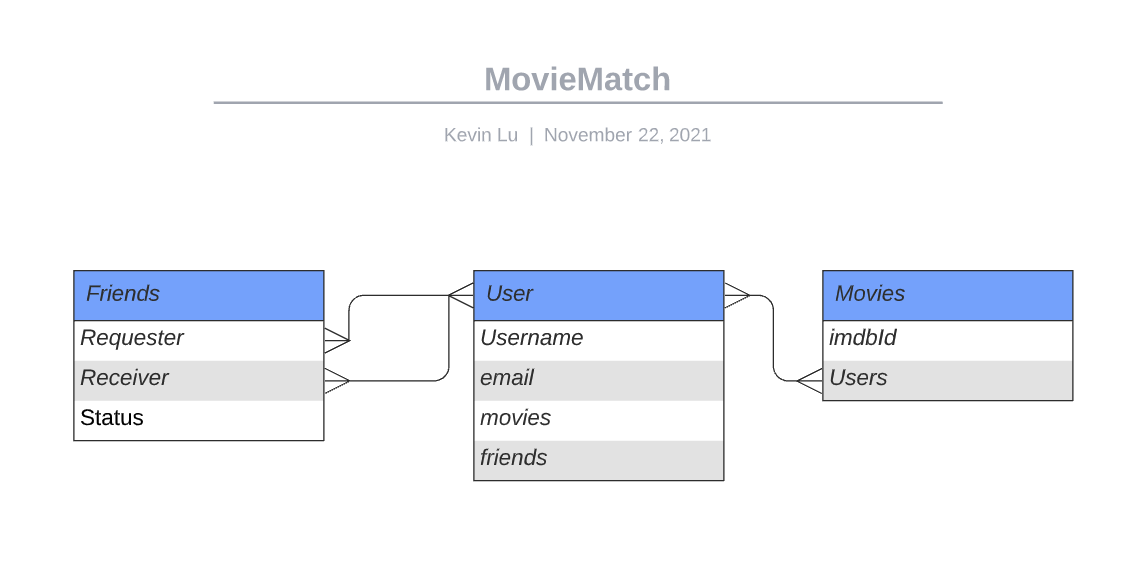 MovieMatch
Kevin Lu | November 22, 2021
Friends
Requester
Receiver
Status
User
Username
email
movies
friends
Movies
imdbId
Users